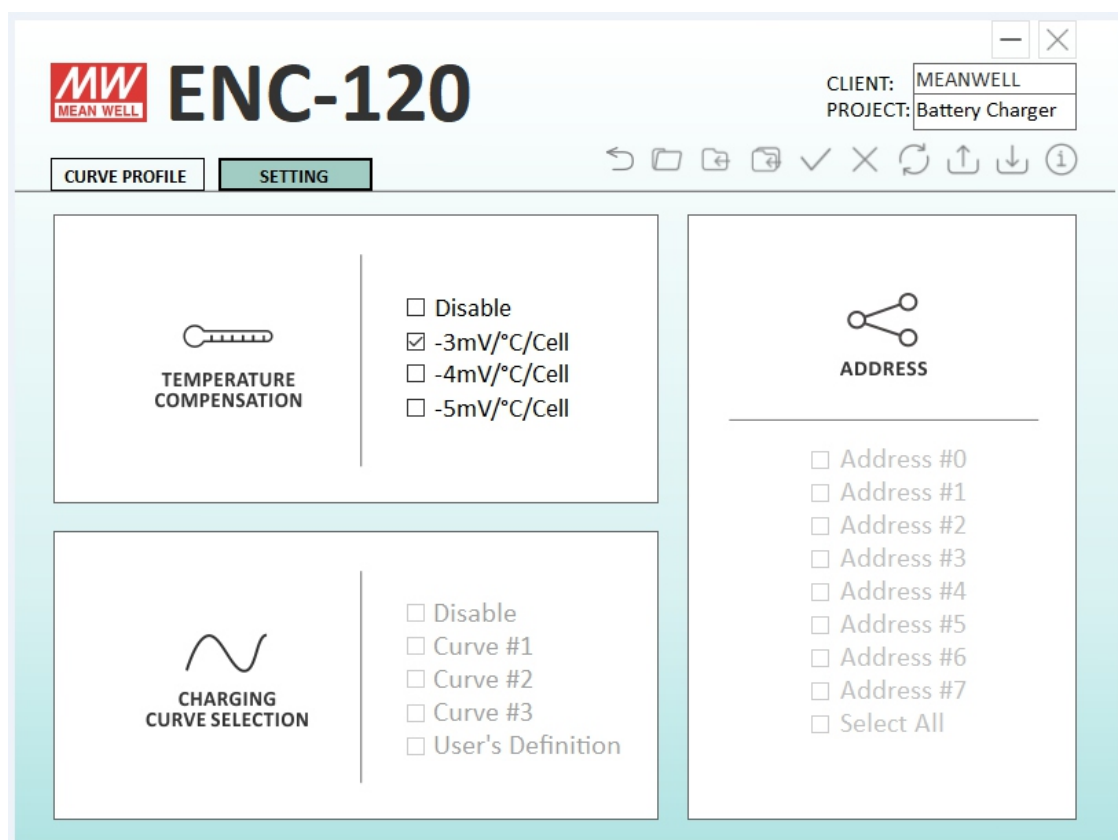 MW
MEAN WELL
ENC-120
CLIENT: MEANWELL
PROJECT: Battery Charger
CURVE PROFILE
SETTING
TEMPERATURE
COMPENSATION
Disable
-3mV/°C/Cell
-4mV/°C/Cell
-5mV/°C/Cell
CHARGING
CURVE SELECTION
Disable
Curve #1
Curve #2
Curve #3
User's Definition
ADDRESS
Address #0
Address #1
Address #2
Address #3
Address #4
Address #5
Address #6
Address #7
Select All